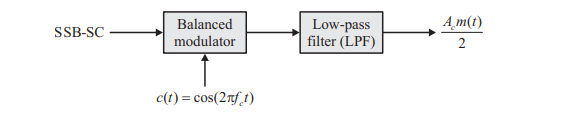 SSB-SC
Balanced
modulator
Low-pass
filter (LPF)
A_c m(t)
2
c(t) = cos(2πf_c t)